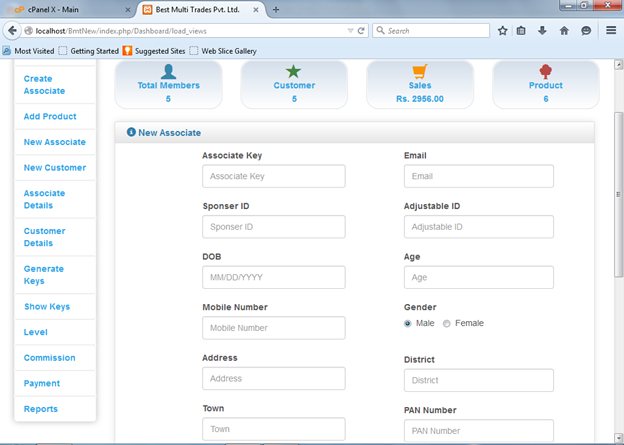 cPanel X - Main
Best Multi Trades Pvt. Ltd.
localhost/BmtNew/index.php/Dashboard/load_views
Search
Most Visited
Getting Started
Suggested Sites
Web Slice Gallery
Create
Associate
Add Product
New Associate
New Customer
Associate
Details
Customer
Details
Generate
Keys
Show Keys
Level
Commission
Payment
Reports
Total Members
5
Customer
5
Sales
Rs. 2956.00
Product
6
New Associate
Associate Key
Associate Key
Email
Email
Sponser ID
Sponser ID
Adjustable ID
Adjustable ID
DOB
MM/DD/YYYY
Age
Age
Mobile Number
Mobile Number
Gender
Male Female
Address
Address
District
District
Town
Town
PAN Number
PAN Number